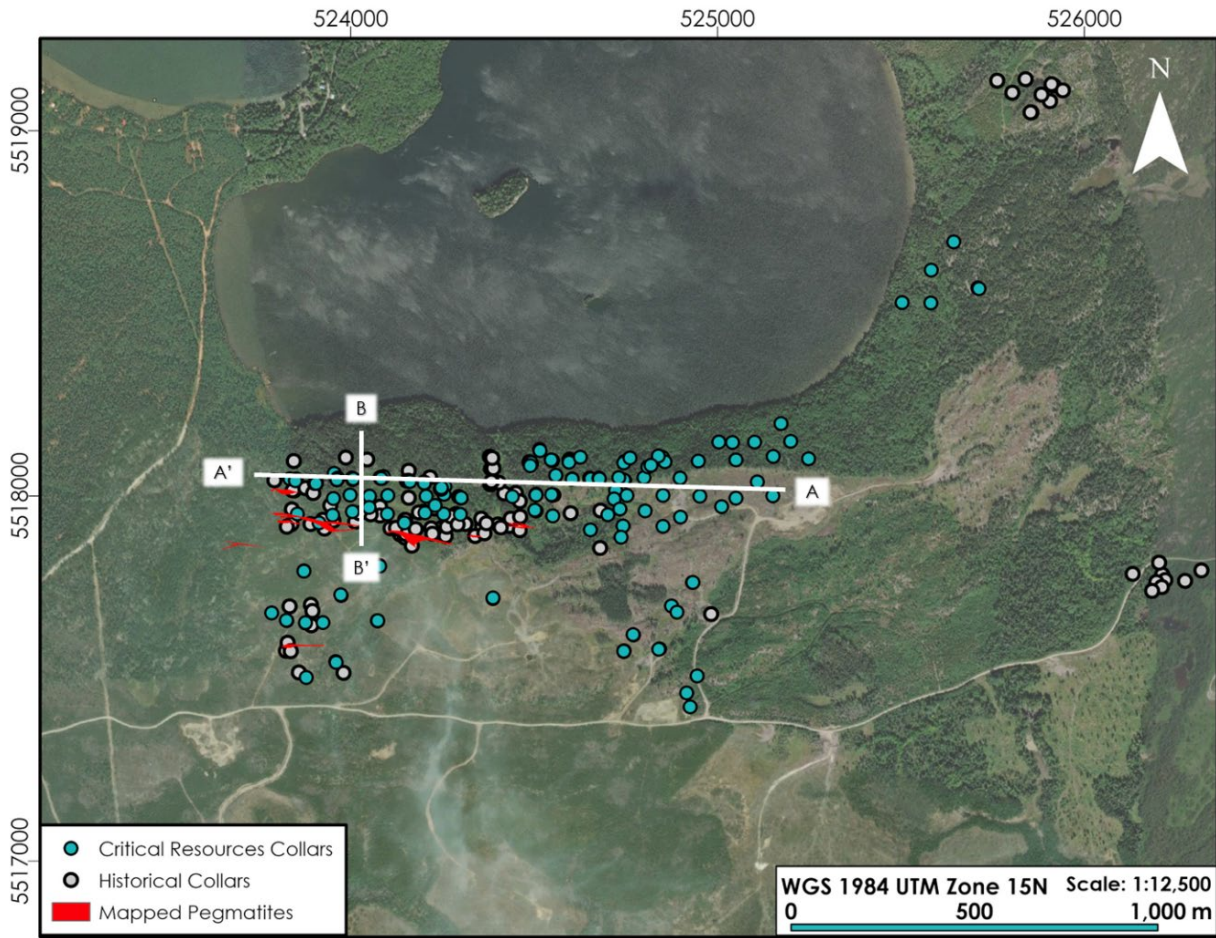 524000
525000
526000
5519000
N
B
A'
A
5518000
B'
5517000
Critical Resources Collars
Historical Collars
Mapped Pegmatites
WGS 1984 UTM Zone 15N Scale: 1:12,500
0 500 1,000 m